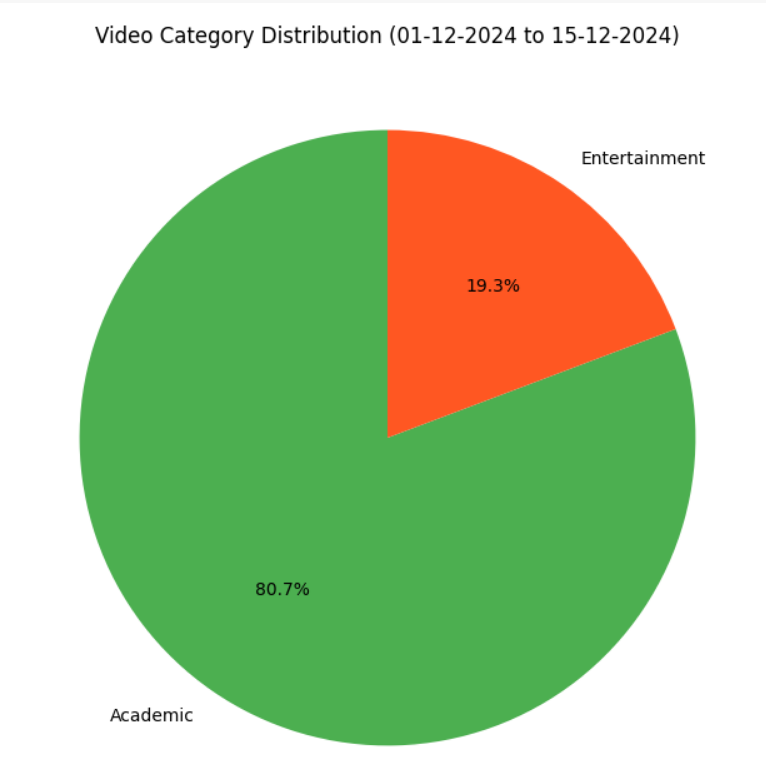 Video Category Distribution (01-12-2024 to 15-12-2024)
Entertainment
19.3%
80.7%
Academic